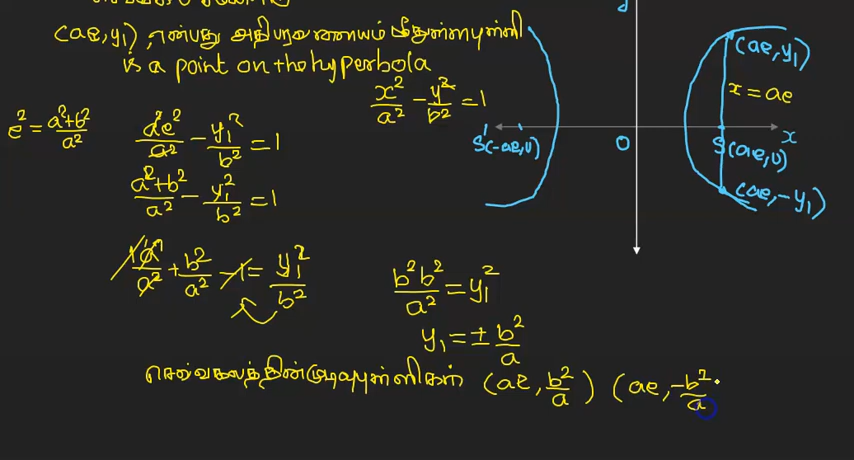 (ae, y₁), என்பது அதிபரவளையம் மீதுள்ள புள்ளி
is a point on the hyperbola
x²/a² - y²/b² = 1
e² = (a²+b²)/a²
a²e²/a² - y₁²/b² = 1
(a²+b²)/a² - y₁²/b² = 1
a²/a² + b²/a² - 1 = y₁²/b²
b²b²/a² = y₁²
y₁ = ± b²/a
செவ்வகலத்தின் முடிவு புள்ளிகள் (ae, b²/a) (ae, -b²/a
(ae, y₁)
x = ae
S'(-ae, 0)
O
S(ae, 0)
x
(ae, -y₁)